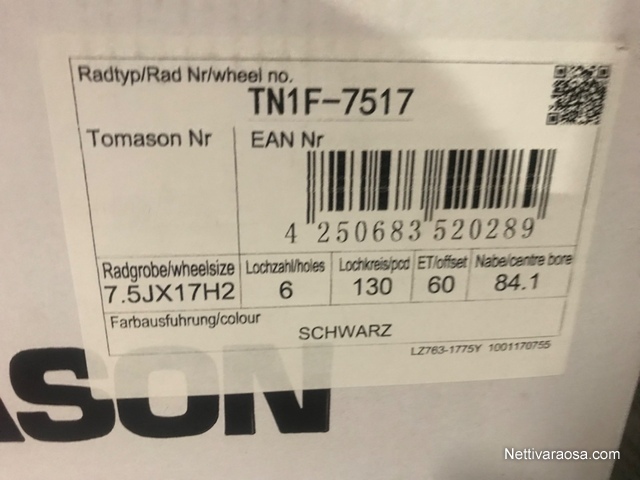 Radtyp/Rad Nr/wheel no.
TN1F-7517
Tomason Nr
EAN Nr
4 250683 520289
Radgrobe/wheelsize Lochzahl/holes Lochkreis/pcd ET/offset Nabe/centre bore
7.5JX17H2 6 130 60 84.1
Farbausfuhrung/colour
SCHWARZ
LZ763-1775Y 1001170755
ASON
Nettivaraosa.com